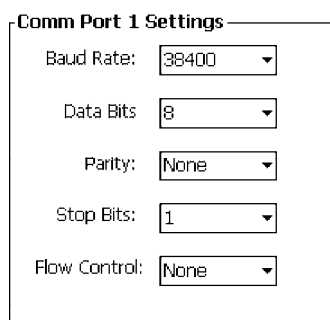 Comm Port 1 Settings
Baud Rate: 38400
Data Bits 8
Parity: None
Stop Bits: 1
Flow Control: None